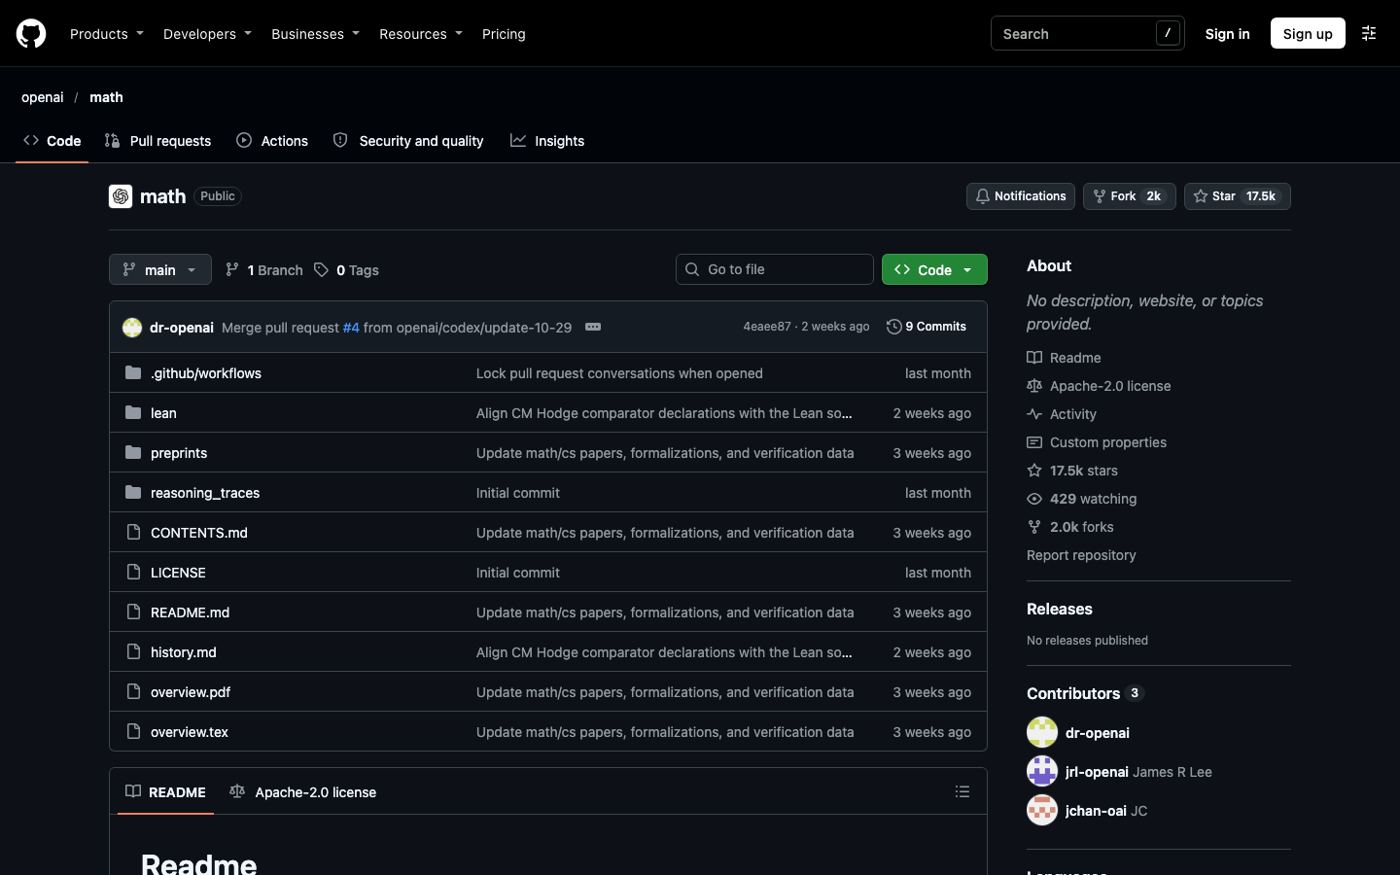 Products Developers Businesses Resources Pricing Search / Sign in Sign up
openai / math
Code Pull requests Actions Security and quality Insights
math Public Notifications Fork 2k Star 17.5k
main 1 Branch 0 Tags Go to file Code
dr-openai Merge pull request #4 from openai/codex/update-10-29 4eaee87 · 2 weeks ago 9 Commits
.github/workflows Lock pull request conversations when opened last month
lean Align CM Hodge comparator declarations with the Lean so... 2 weeks ago
preprints Update math/cs papers, formalizations, and verification data 3 weeks ago
reasoning_traces Initial commit last month
CONTENTS.md Update math/cs papers, formalizations, and verification data 3 weeks ago
LICENSE Initial commit last month
README.md Update math/cs papers, formalizations, and verification data 3 weeks ago
history.md Align CM Hodge comparator declarations with the Lean so... 2 weeks ago
overview.pdf Update math/cs papers, formalizations, and verification data 3 weeks ago
overview.tex Update math/cs papers, formalizations, and verification data 3 weeks ago
README Apache-2.0 license
Readme
About
No description, website, or topics
provided.
Readme
Apache-2.0 license
Activity
Custom properties
17.5k stars
429 watching
2.0k forks
Report repository
Releases
No releases published
Contributors 3
dr-openai
jrl-openai James R Lee
jchan-oai JC